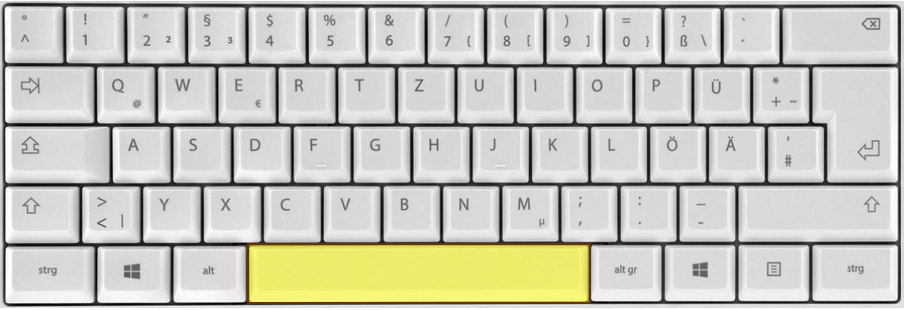 ° ! " § $ % & / ( ) = ? `
^ 1 2 ² 3 ³ 4 5 6 7 { 8 [ 9 ] 0 } ß \ ´
Q @ W E € R T Z U I O P Ü * + ~
A S D F G H J K L Ö Ä ' #
> < | Y X C V B N M µ ; , : . _ -
strg alt alt gr strg